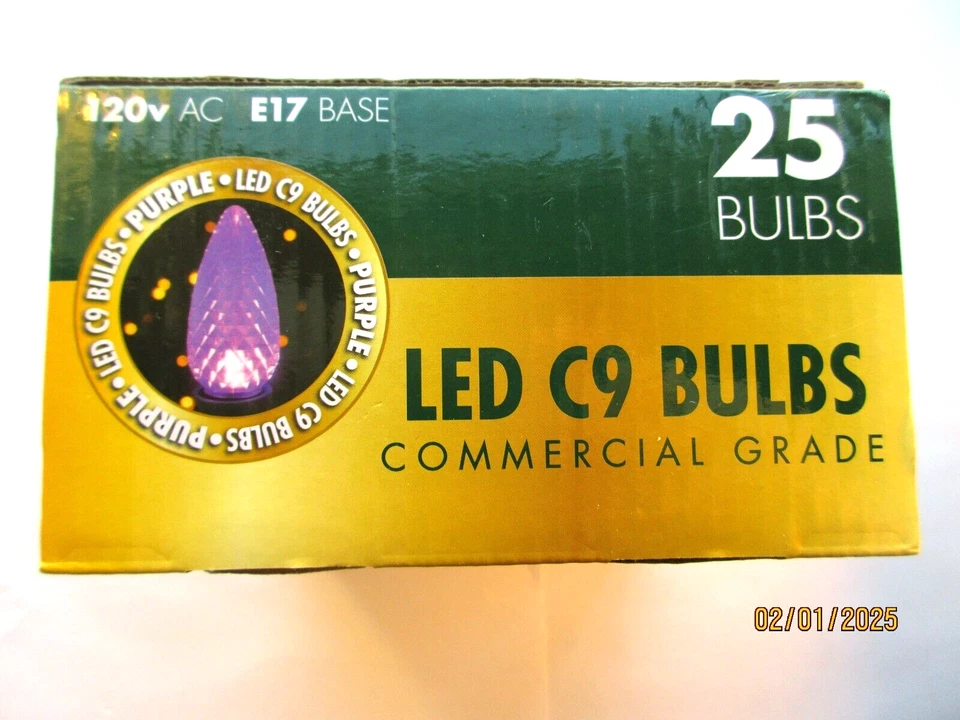 120v AC E17 BASE
25
BULBS
PURPLE • LED C9 BULBS • PURPLE • LED C9 BULBS • PURPLE • LED C9 BULBS •
LED C9 BULBS
COMMERCIAL GRADE
02/01/2025